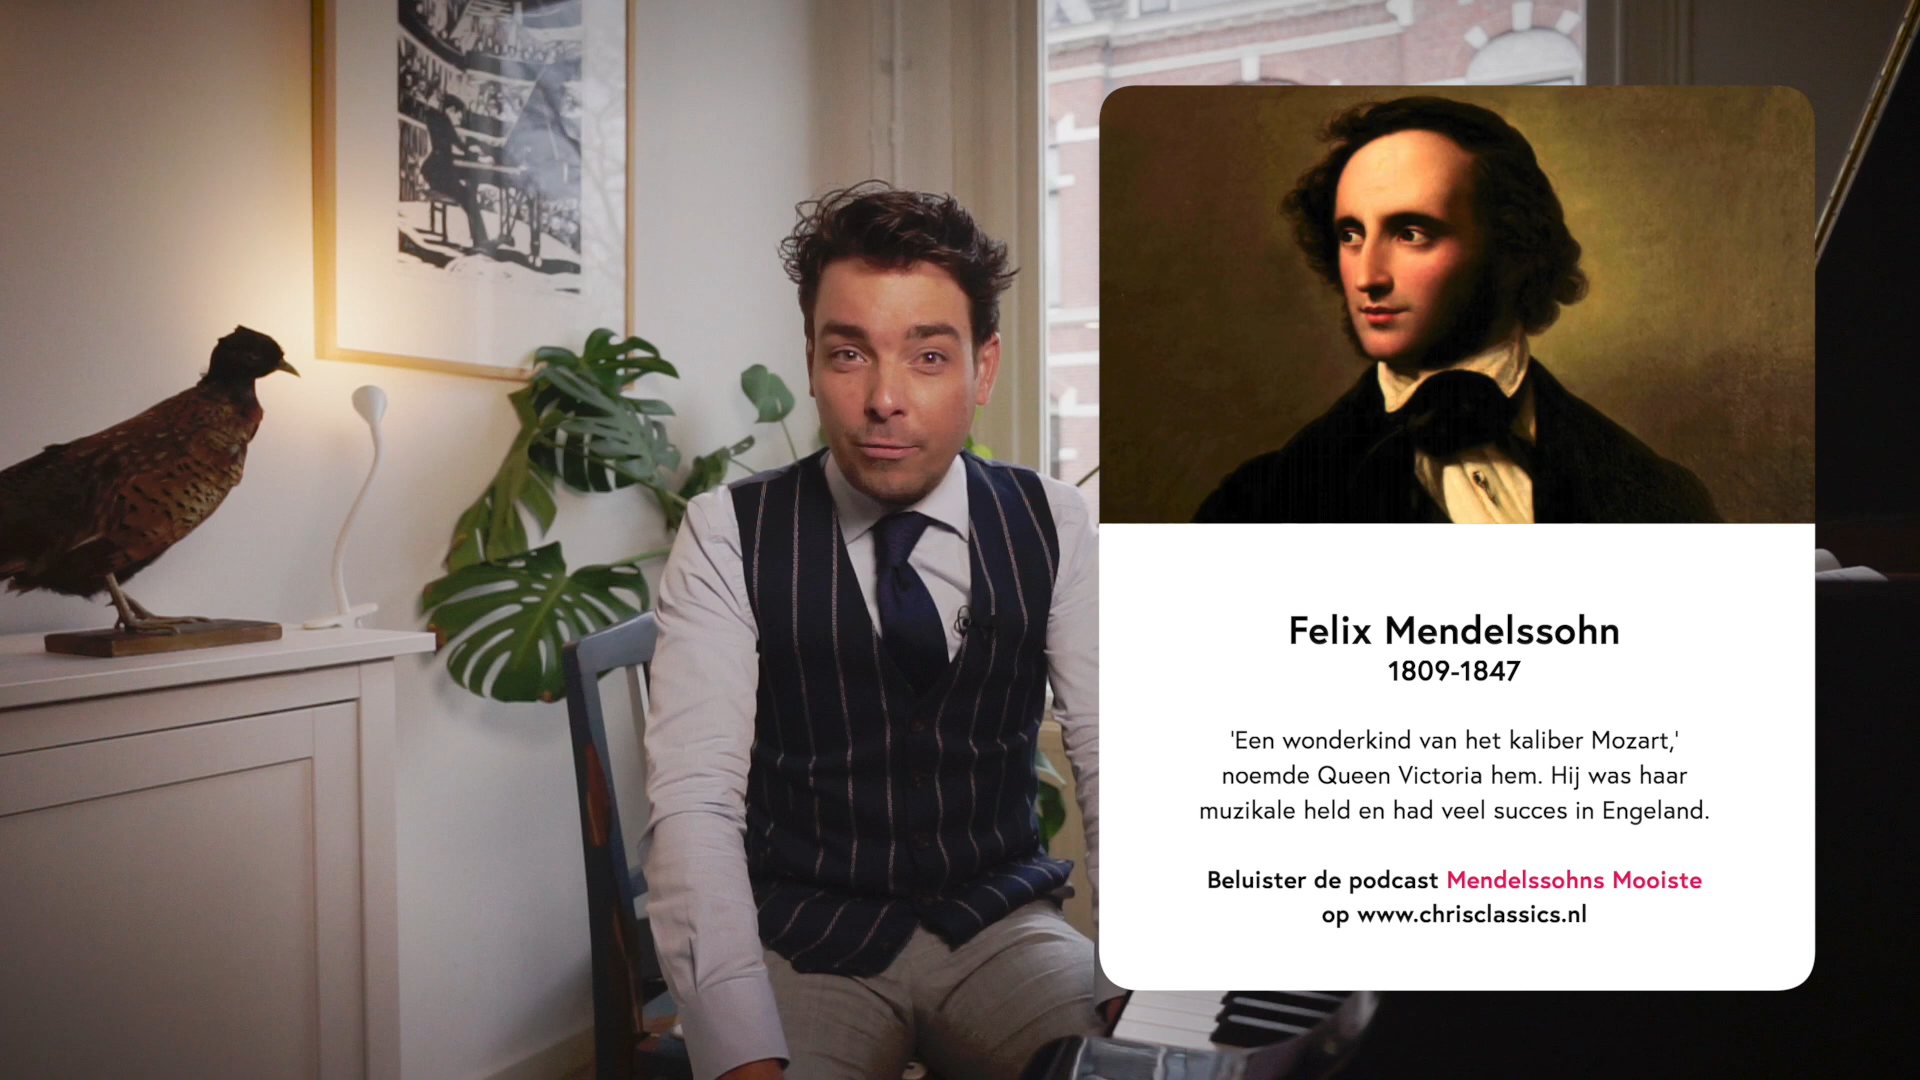 Felix Mendelssohn
1809-1847
'Een wonderkind van het kaliber Mozart,'
noemde Queen Victoria hem. Hij was haar
muzikale held en had veel succes in Engeland.
Beluister de podcast Mendelssohns Mooiste
op www.chrisclassics.nl